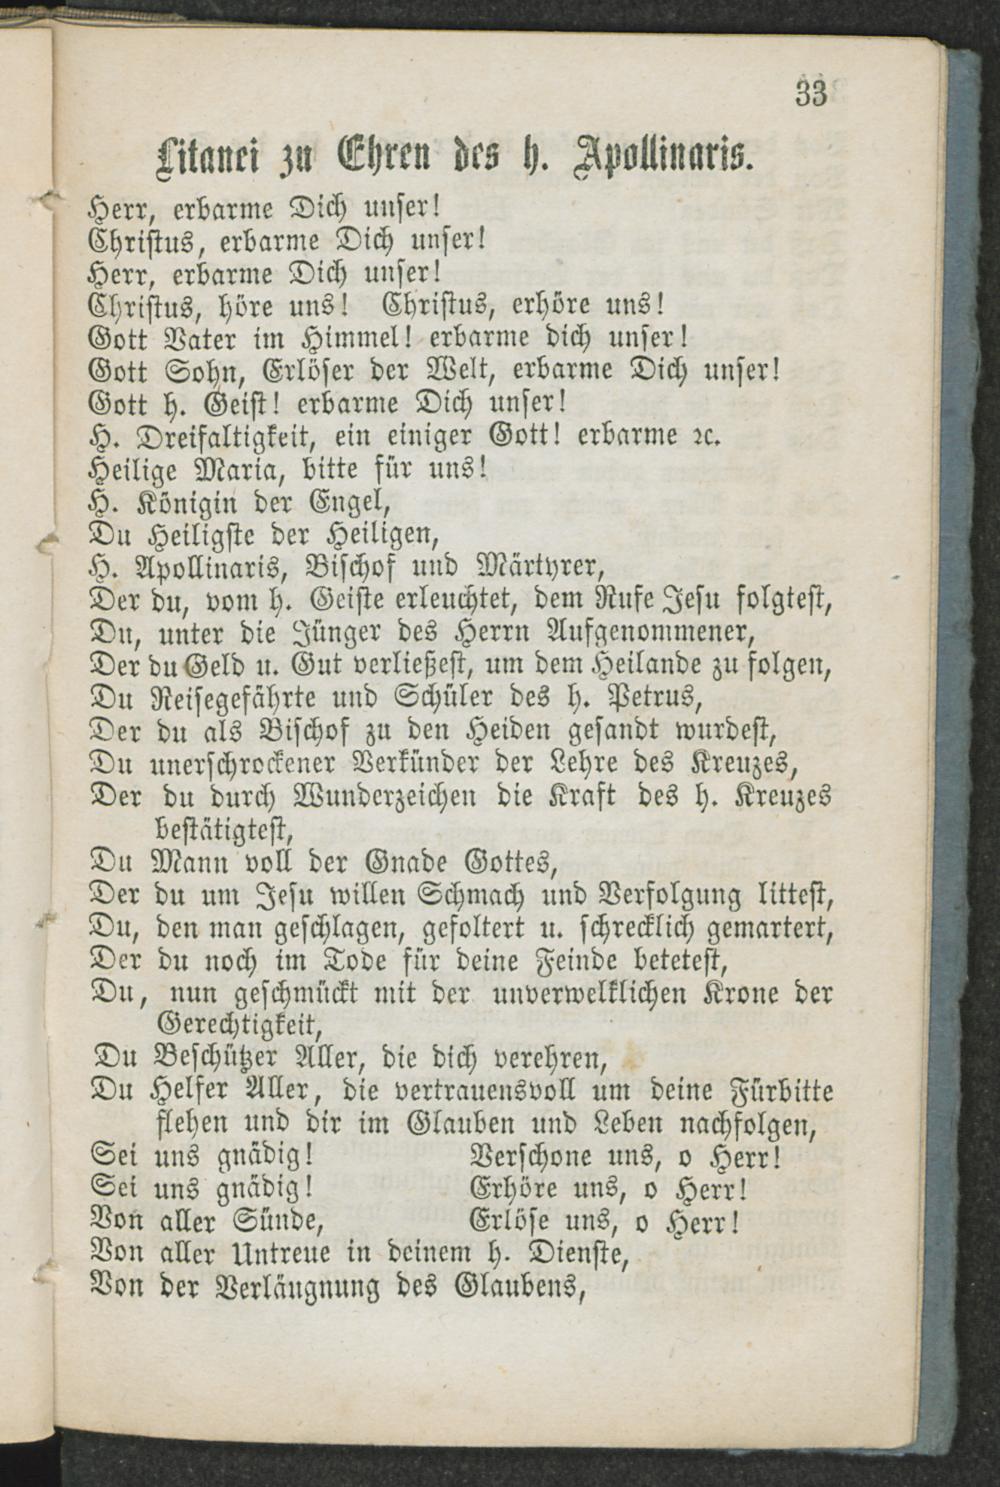 33
Litanei zu Ehren des h. Apollinaris.
Herr, erbarme Dich unser!
Christus, erbarme Dich unser!
Herr, erbarme Dich unser!
Christus, höre uns! Christus, erhöre uns!
Gott Vater im Himmel! erbarme dich unser!
Gott Sohn, Erlöser der Welt, erbarme Dich unser!
Gott h. Geist! erbarme Dich unser!
H. Dreifaltigkeit, ein einiger Gott! erbarme ꝛc.
Heilige Maria, bitte für uns!
H. Königin der Engel,
Du Heiligste der Heiligen,
H. Apollinaris, Bischof und Märtyrer,
Der du, vom h. Geiste erleuchtet, dem Rufe Jesu folgtest,
Du, unter die Jünger des Herrn Aufgenommener,
Der du Geld u. Gut verließest, um dem Heilande zu folgen,
Du Reisegefährte und Schüler des h. Petrus,
Der du als Bischof zu den Heiden gesandt wurdest,
Du unerschrockener Verkünder der Lehre des Kreuzes,
Der du durch Wunderzeichen die Kraft des h. Kreuzes
bestätigtest,
Du Mann voll der Gnade Gottes,
Der du um Jesu willen Schmach und Verfolgung littest,
Du, den man geschlagen, gefoltert u. schrecklich gemartert,
Der du noch im Tode für deine Feinde betetest,
Du, nun geschmückt mit der unverwelklichen Krone der
Gerechtigkeit,
Du Beschützer Aller, die dich verehren,
Du Helfer Aller, die vertrauensvoll um deine Fürbitte
flehen und dir im Glauben und Leben nachfolgen,
Sei uns gnädig! Verschone uns, o Herr!
Sei uns gnädig! Erhöre uns, o Herr!
Von aller Sünde, Erlöse uns, o Herr!
Von aller Untreue in deinem h. Dienste,
Von der Verläugnung des Glaubens,